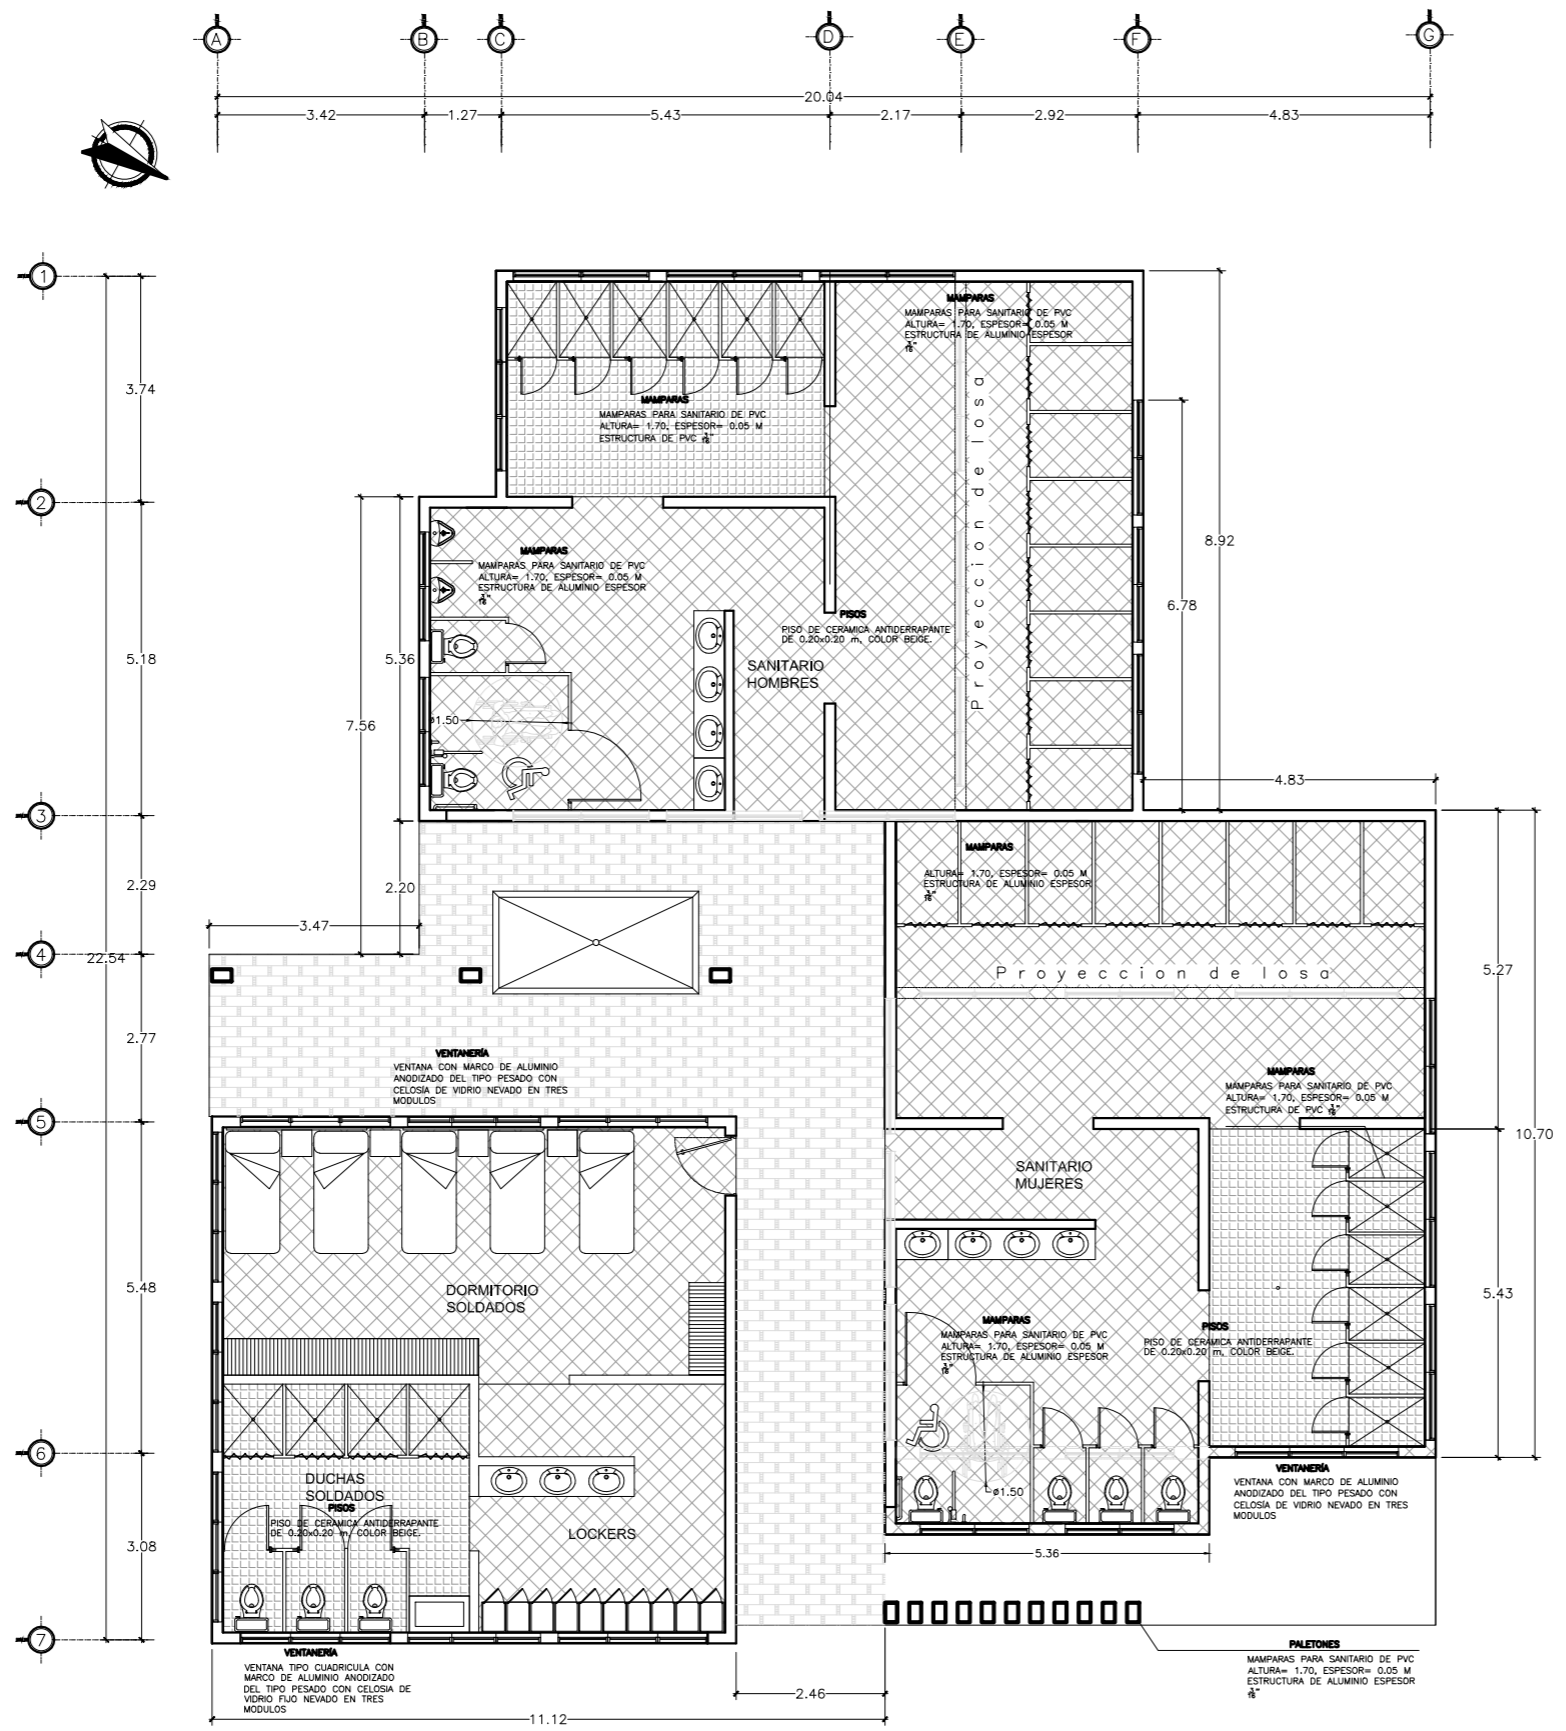 A
B
C
D
E
F
G
20.04
3.42
1.27
5.43
2.17
2.92
4.83
1
2
3
4
5
6
7
22.54
3.74
5.18
2.29
2.77
5.48
3.08
MAMPARAS
MAMPARAS PARA SANITARIO DE PVC
ALTURA= 1.70, ESPESOR= 0.05 M
ESTRUCTURA DE ALUMINIO ESPESOR
3/16"
MAMPARAS
MAMPARAS PARA SANITARIO DE PVC
ALTURA= 1.70, ESPESOR= 0.05 M
ESTRUCTURA DE PVC 3/16"
Proyeccion de losa
8.92
6.78
MAMPARAS
MAMPARAS PARA SANITARIO DE PVC
ALTURA= 1.70, ESPESOR= 0.05 M
ESTRUCTURA DE ALUMINIO ESPESOR
3/16"
PISOS
PISO DE CERAMICA ANTIDERRAPANTE
DE 0.20x0.20 m, COLOR BEIGE.
SANITARIO
HOMBRES
5.36
7.56
ø1.50
4.83
2.20
3.47
MAMPARAS
ALTURA= 1.70, ESPESOR= 0.05 M
ESTRUCTURA DE ALUMINIO ESPESOR
3/16"
Proyeccion de losa
5.27
10.70
5.43
VENTANERÍA
VENTANA CON MARCO DE ALUMINIO
ANODIZADO DEL TIPO PESADO CON
CELOSÍA DE VIDRIO NEVADO EN TRES
MODULOS
MAMPARAS
MAMPARAS PARA SANITARIO DE PVC
ALTURA= 1.70, ESPESOR= 0.05 M
ESTRUCTURA DE PVC 3/16"
SANITARIO
MUJERES
DORMITORIO
SOLDADOS
MAMPARAS
MAMPARAS PARA SANITARIO DE PVC
ALTURA= 1.70, ESPESOR= 0.05 M
ESTRUCTURA DE ALUMINIO ESPESOR
3/16"
PISOS
PISO DE CERAMICA ANTIDERRAPANTE
DE 0.20x0.20 m, COLOR BEIGE.
ø1.50
DUCHAS
SOLDADOS
PISOS
PISO DE CERAMICA ANTIDERRAPANTE
DE 0.20x0.20 m, COLOR BEIGE.
LOCKERS
VENTANERÍA
VENTANA CON MARCO DE ALUMINIO
ANODIZADO DEL TIPO PESADO CON
CELOSÍA DE VIDRIO NEVADO EN TRES
MODULOS
5.36
PALETONES
MAMPARAS PARA SANITARIO DE PVC
ALTURA= 1.70, ESPESOR= 0.05 M
ESTRUCTURA DE ALUMINIO ESPESOR
3/16"
VENTANERÍA
VENTANA TIPO CUADRICULA CON
MARCO DE ALUMINIO ANODIZADO
DEL TIPO PESADO CON CELOSIA DE
VIDRIO FIJO NEVADO EN TRES
MODULOS
2.46
11.12